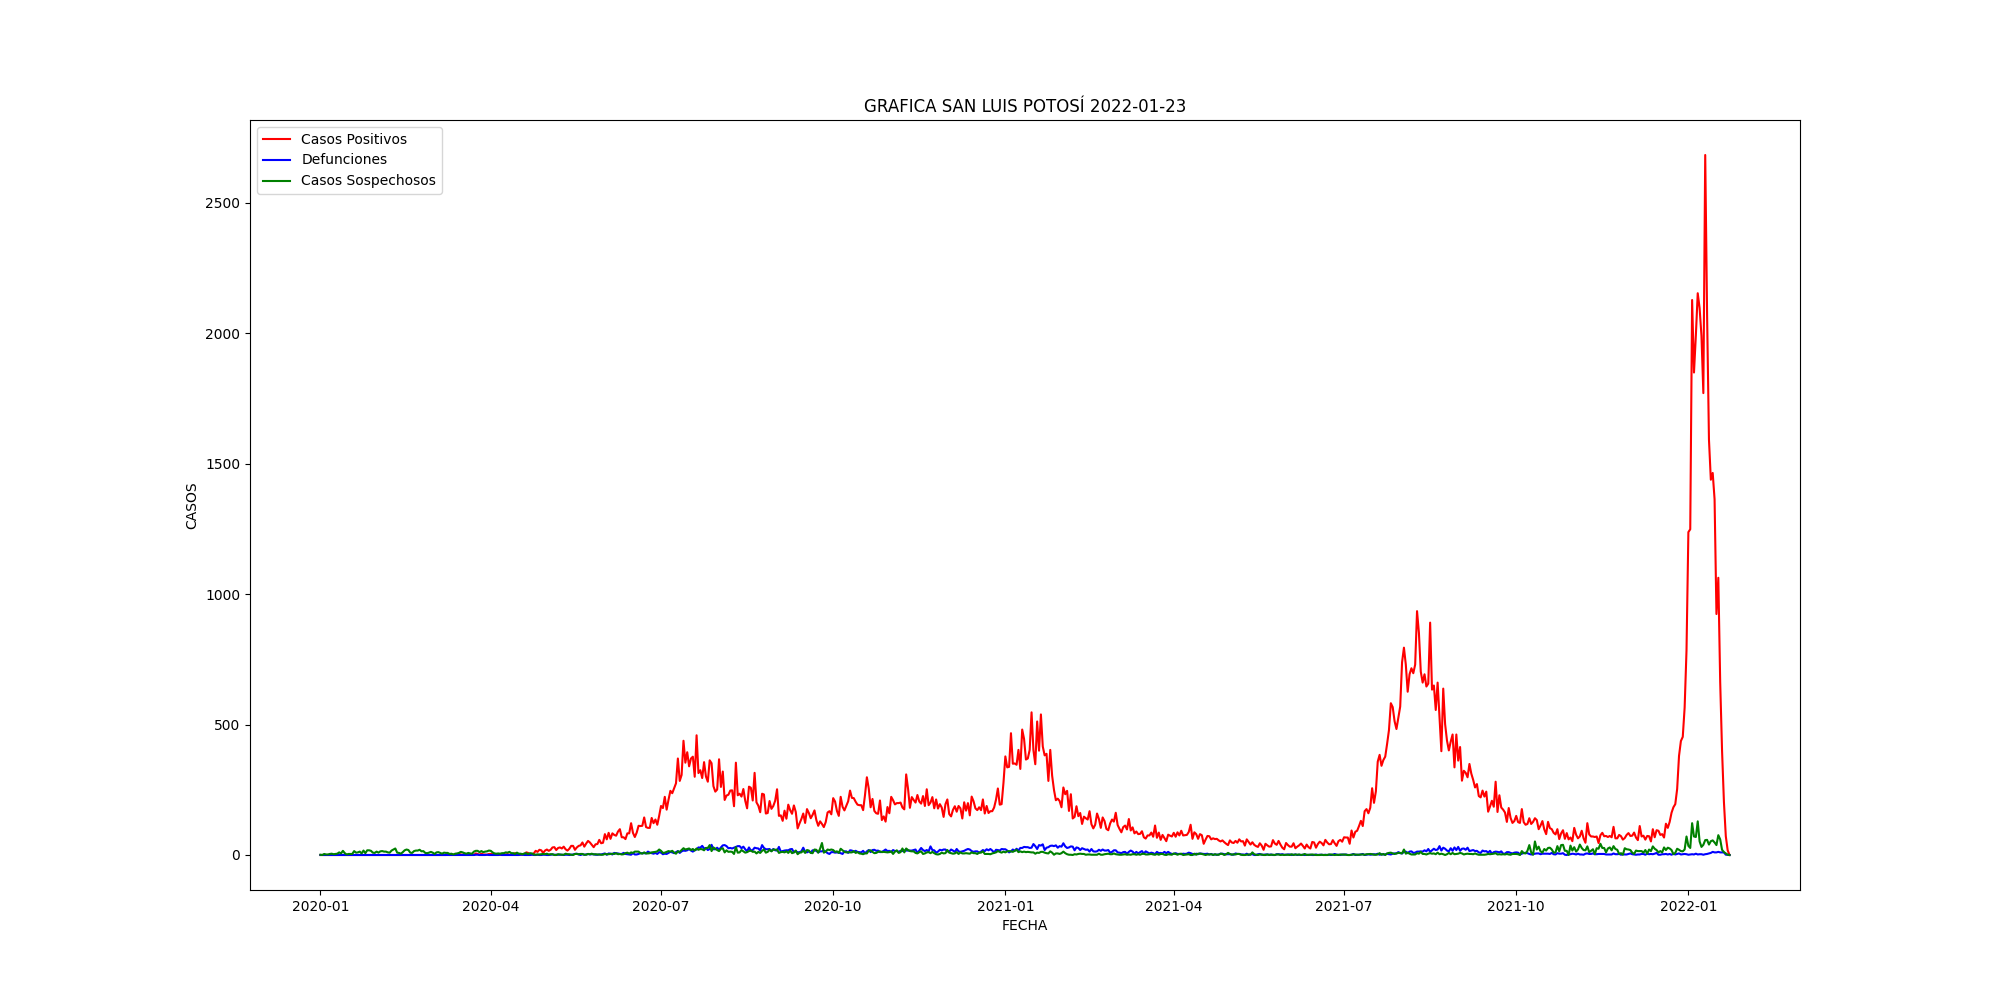 GRAFICA SAN LUIS POTOSÍ 2022-01-23
Casos Positivos
Defunciones
Casos Sospechosos
2500
2000
1500
1000
500
0
CASOS
2020-01
2020-04
2020-07
2020-10
2021-01
2021-04
2021-07
2021-10
2022-01
FECHA